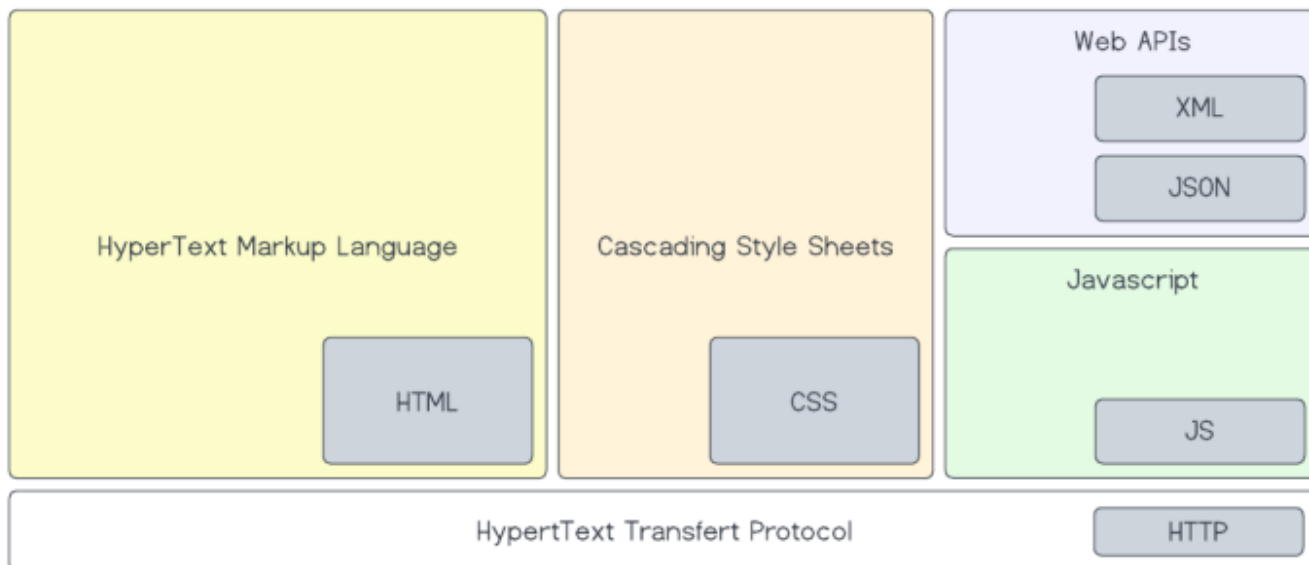 HyperText Markup Language
HTML
Cascading Style Sheets
CSS
Web APIs
XML
JSON
Javascript
JS
HypertText Transfert Protocol
HTTP